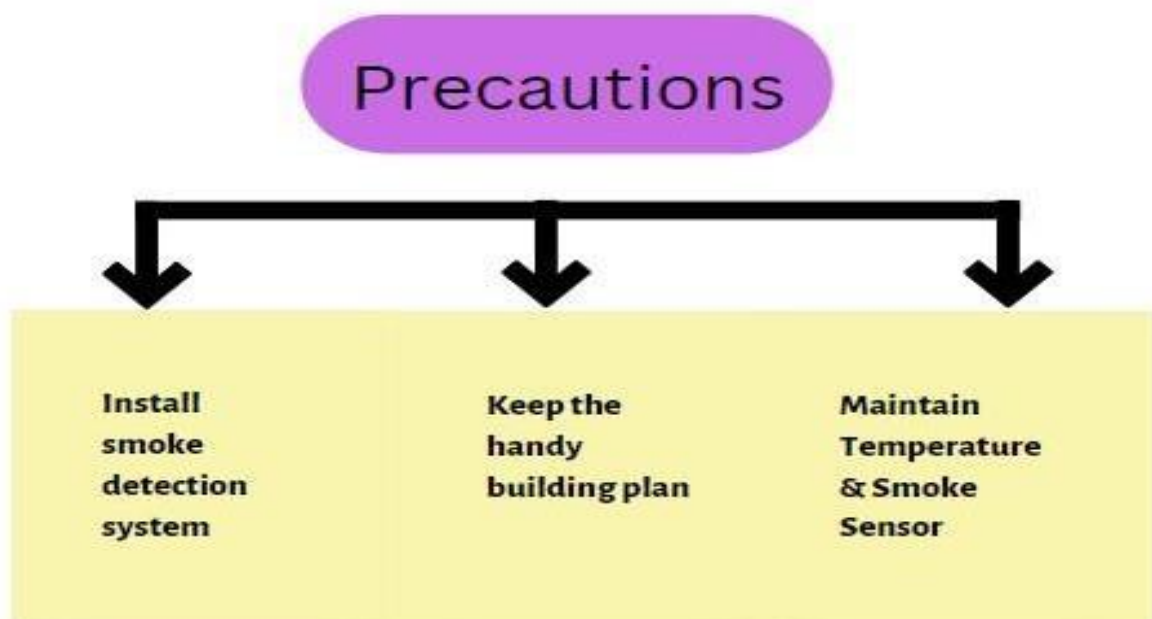 Precautions
Install
smoke
detection
system
Keep the
handy
building plan
Maintain
Temperature
& Smoke
Sensor